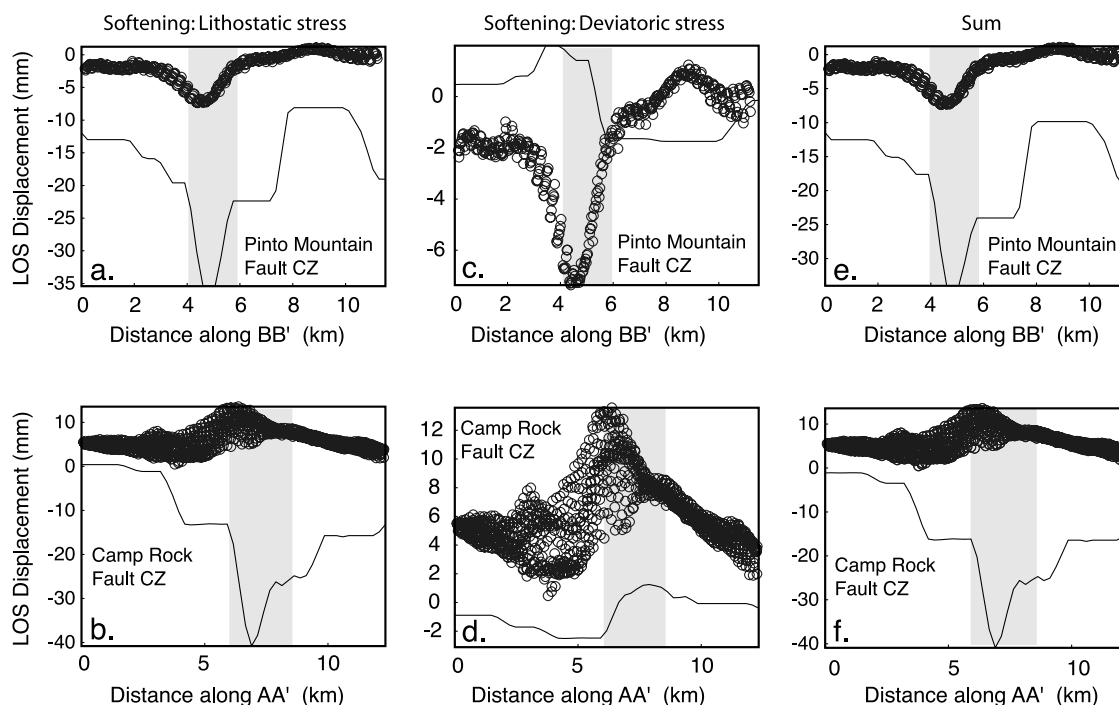 Softening: Lithostatic stress
Softening: Deviatoric stress
Sum
LOS Displacement (mm)
0
-5
-10
-15
-20
-25
-30
-35
a.
Pinto Mountain
Fault CZ
0 2 4 6 8 10
Distance along BB' (km)
0
-2
-4
-6
c.
Pinto Mountain
Fault CZ
0 2 4 6 8 10
Distance along BB' (km)
0
-5
-10
-15
-20
-25
-30
e.
Pinto Mountain
Fault CZ
0 2 4 6 8 10
Distance along BB' (km)
LOS Displacement (mm)
10
0
-10
-20
-30
-40
Camp Rock
Fault CZ
b.
0 5 10
Distance along AA' (km)
12
10
8
6
4
2
0
-2
Camp Rock
Fault CZ
d.
0 5 10
Distance along AA' (km)
10
0
-10
-20
-30
-40
Camp Rock
Fault CZ
f.
0 5 10
Distance along AA' (km)